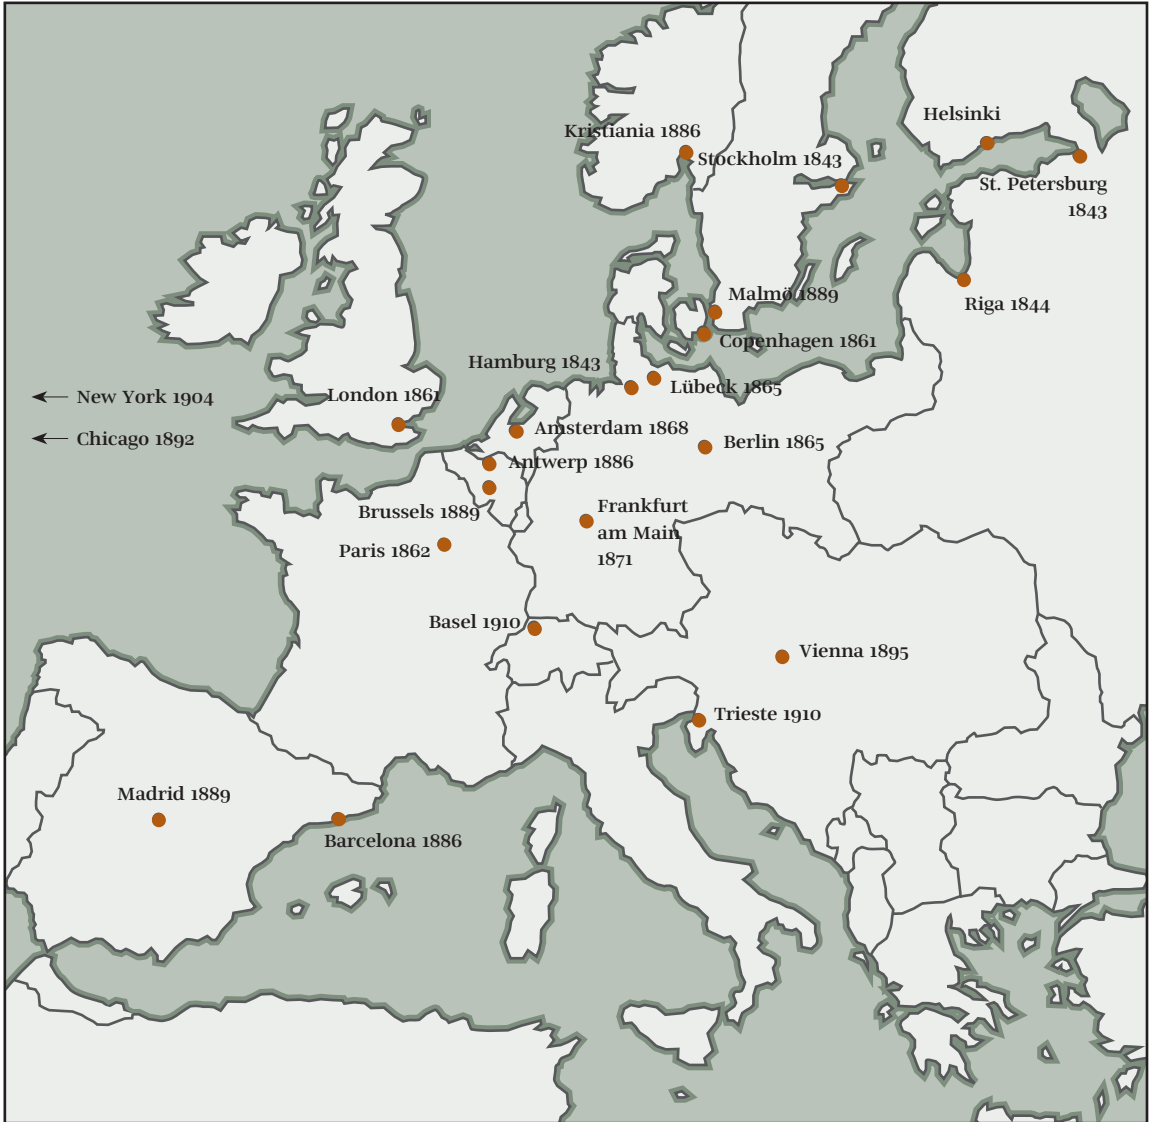 Helsinki
Kristiania 1886
Stockholm 1843
St. Petersburg
1843
Malmö 1889
Riga 1844
Copenhagen 1861
Hamburg 1843
Lübeck 1865
New York 1904
London 1861
Amsterdam 1868
Chicago 1892
Berlin 1865
Antwerp 1886
Brussels 1889
Frankfurt
am Main
1871
Paris 1862
Basel 1910
Vienna 1895
Trieste 1910
Madrid 1889
Barcelona 1886